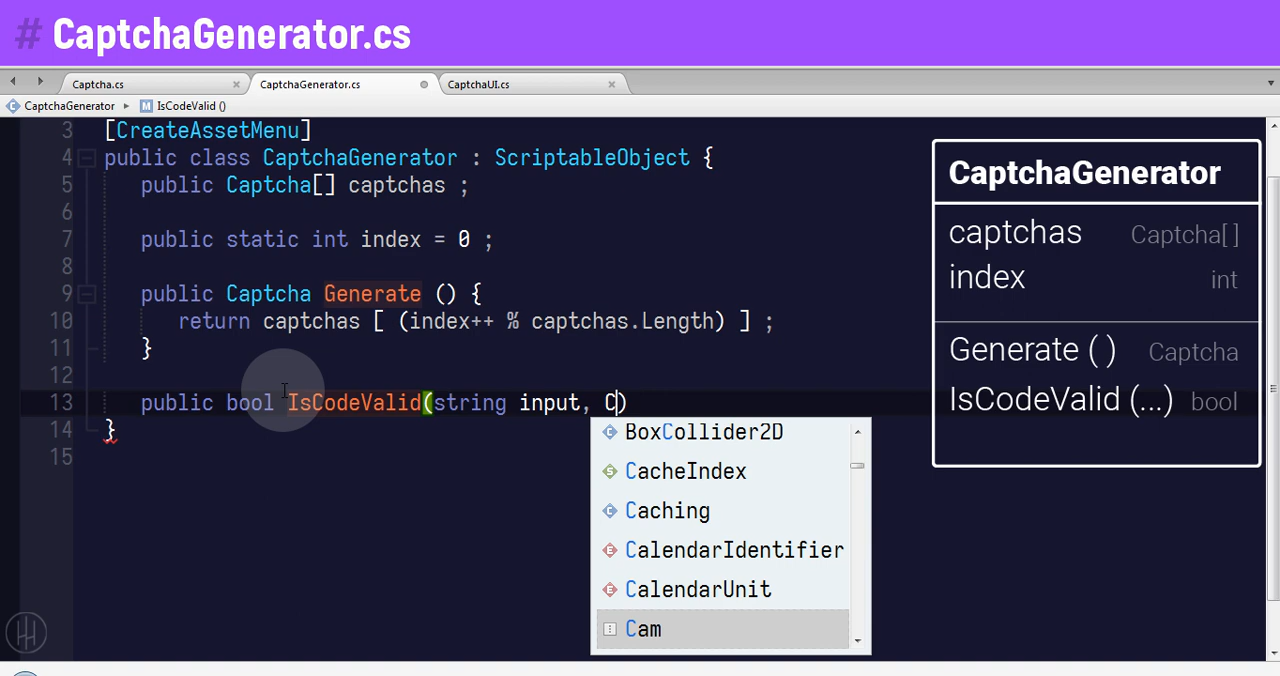 # CaptchaGenerator.cs
Captcha.cs × CaptchaGenerator.cs CaptchaUI.cs ×
CaptchaGenerator IsCodeValid ()
3 [CreateAssetMenu]
4 public class CaptchaGenerator : ScriptableObject {
5 public Captcha[] captchas ;
6
7 public static int index = 0 ;
8
9 public Captcha Generate () {
10 return captchas [ (index++ % captchas.Length) ] ;
11 }
12
13 public bool IsCodeValid(string input, C)
14 }
15
BoxCollider2D
CacheIndex
Caching
CalendarIdentifier
CalendarUnit
Cam
CaptchaGenerator
captchas Captcha[ ]
index int
Generate ( ) Captcha
IsCodeValid (...) bool